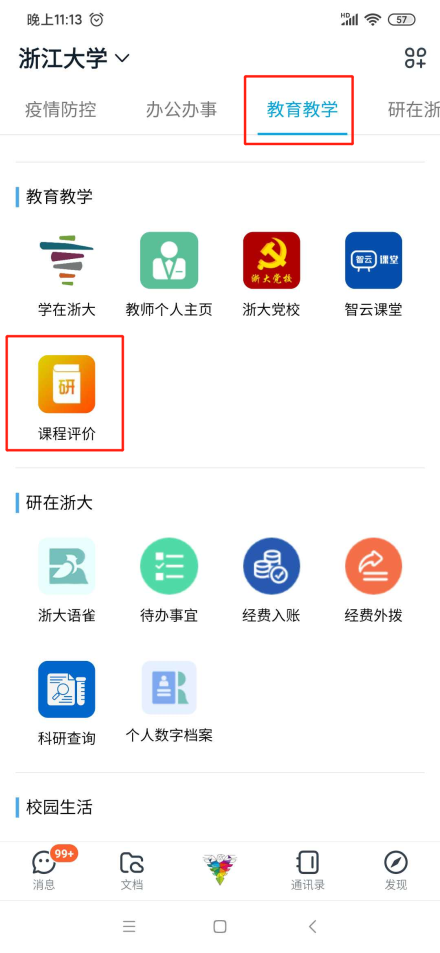 晚上11:13
HD
57
浙江大学
疫情防控 办公办事 教育教学 研在浙
教育教学
智云 课堂
浙大党校
学在浙大 教师个人主页 浙大党校 智云课堂
研
课程评价
研在浙大
浙大语雀 待办事宜 经费入账 经费外拨
科研查询 个人数字档案
校园生活
99+
消息 文档 通讯录 发现